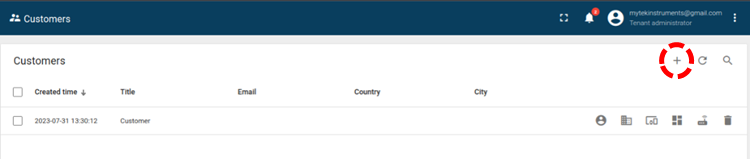 Customers
3
mytekinstruments@gmail.com
Tenant administrator
Customers
Created time Title Email Country City
2023-07-31 13:30:12 Customer